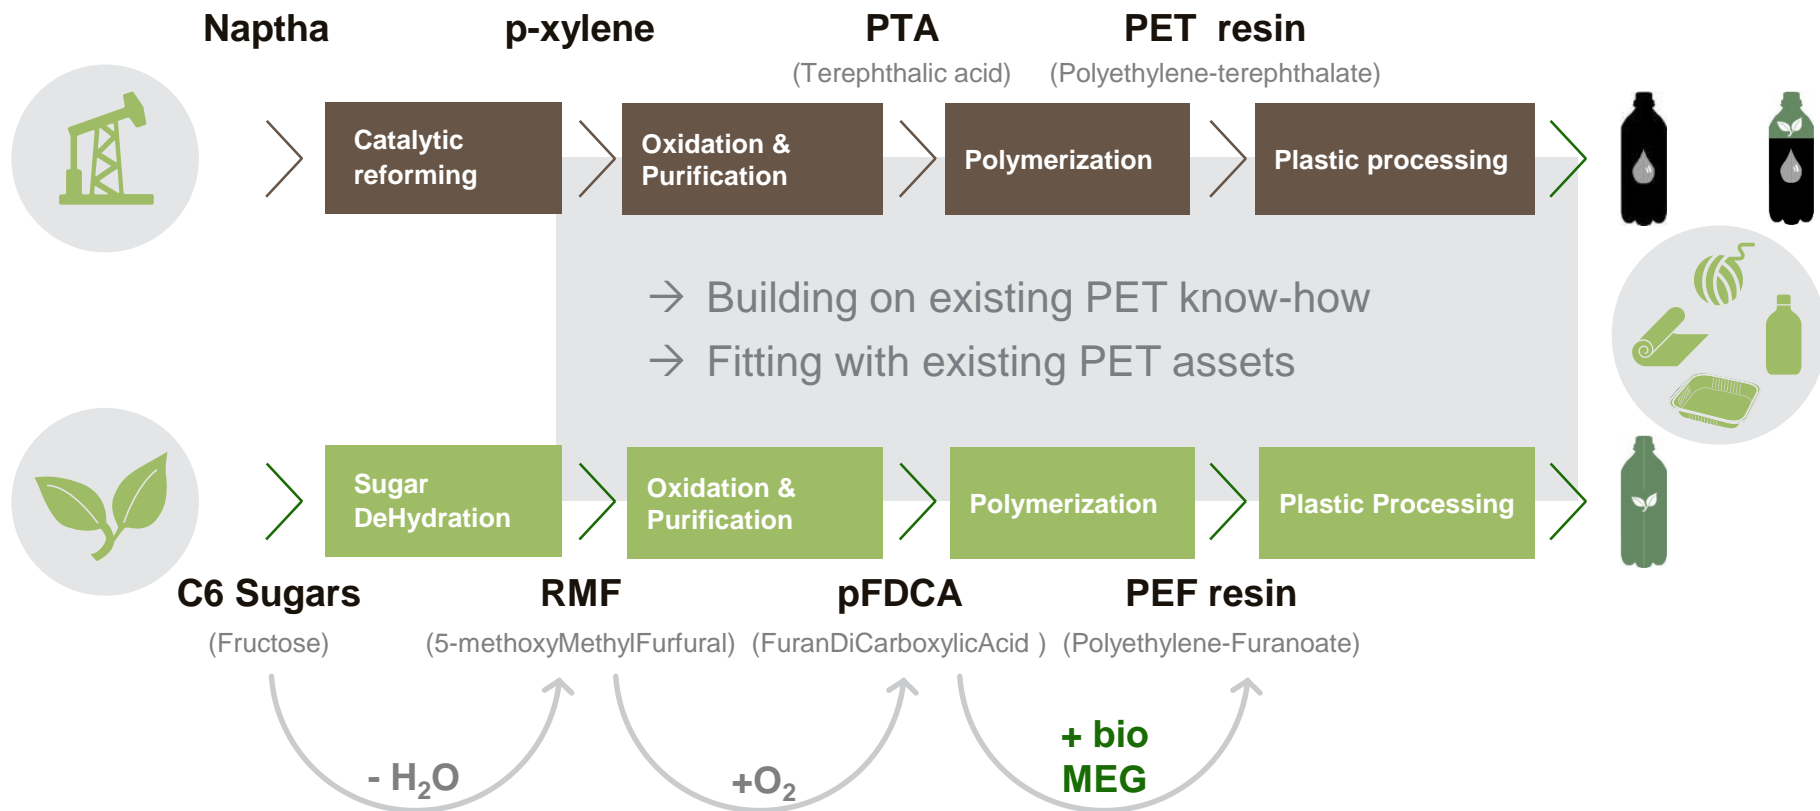 Naptha p-xylene PTA PET resin
(Terephthalic acid) (Polyethylene-terephthalate)
Catalytic
reforming
Oxidation &
Purification
Polymerization
Plastic processing
→ Building on existing PET know-how
→ Fitting with existing PET assets
Sugar
DeHydration
Oxidation &
Purification
Polymerization
Plastic Processing
C6 Sugars RMF pFDCA PEF resin
(Fructose) (5-methoxyMethylFurfural) (FuranDiCarboxylicAcid ) (Polyethylene-Furanoate)
- H₂O
+O₂
+ bio
MEG